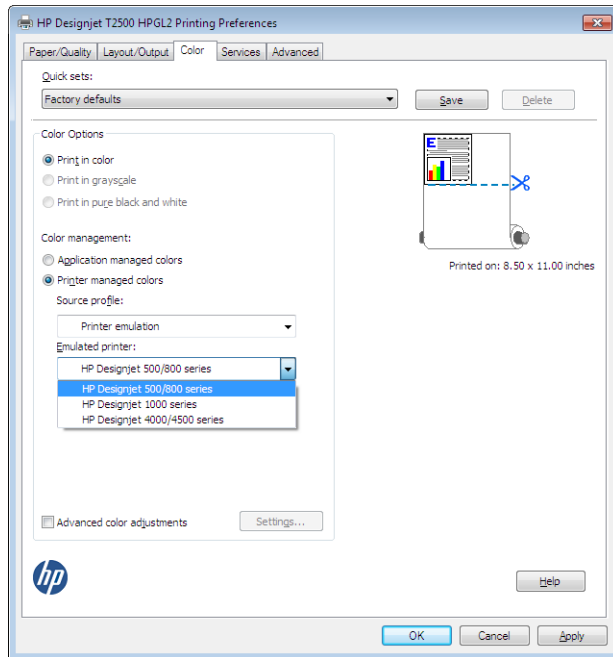 HP Designjet T2500 HPGL2 Printing Preferences
Paper/Quality Layout/Output Color Services Advanced
Quick sets:
Factory defaults Save Delete
Color Options
Print in color
Print in grayscale
Print in pure black and white
Color management:
Application managed colors
Printer managed colors
Source profile:
Printer emulation
Emulated printer:
HP Designjet 500/800 series
HP Designjet 500/800 series
HP Designjet 1000 series
HP Designjet 4000/4500 series
Advanced color adjustments Settings...
E
Printed on: 8.50 x 11.00 inches
hp
Help
OK Cancel Apply